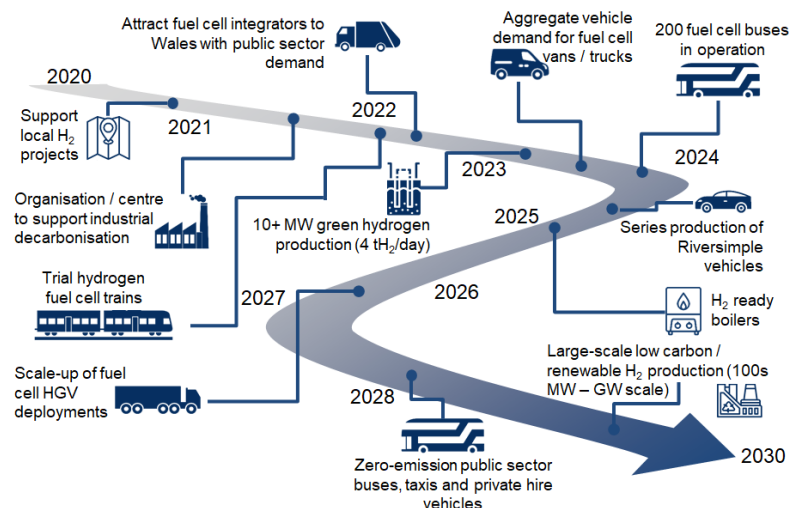 Attract fuel cell integrators to
Wales with public sector
demand
Aggregate vehicle
demand for fuel cell
vans / trucks
200 fuel cell buses
in operation
2020
Support
local H₂
projects
2021
2022
2023
2024
Organisation / centre
to support industrial
decarbonisation
10+ MW green hydrogen
production (4 tH₂/day)
2025
Series production of
Riversimple
vehicles
Trial hydrogen
fuel cell trains
2027
2026
H₂ ready
boilers
Scale-up of fuel
cell HGV
deployments
2028
Large-scale low carbon /
renewable H₂ production (100s
MW – GW scale)
Zero-emission public sector
buses, taxis and private hire
vehicles
2030